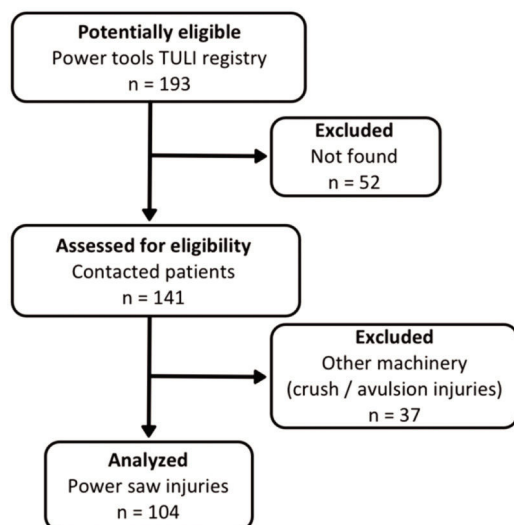 Potentially eligible
Power tools TULI registry
n = 193
Excluded
Not found
n = 52
Assessed for eligibility
Contacted patients
n = 141
Excluded
Other machinery
(crush / avulsion injuries)
n = 37
Analyzed
Power saw injuries
n = 104